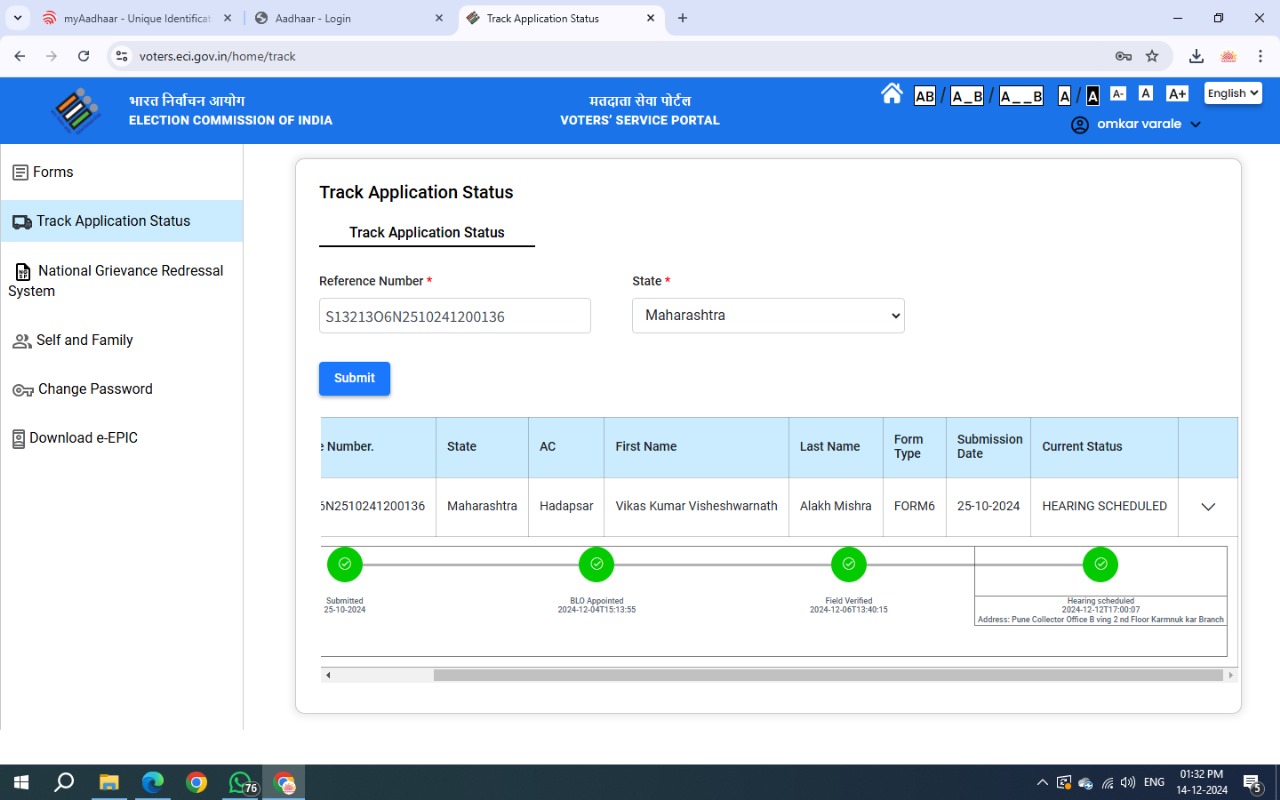 myAadhaar - Unique Identificat
Aadhaar - Login
Track Application Status
voters.eci.gov.in/home/track
भारत निर्वाचन आयोग
ELECTION COMMISSION OF INDIA
मतदाता सेवा पोर्टल
VOTERS' SERVICE PORTAL
AB / A_B / A__B A / A A- A A+ English
omkar varale
Forms
Track Application Status
National Grievance Redressal
System
Self and Family
Change Password
Download e-EPIC
Track Application Status
Track Application Status
Reference Number * State *
S13213O6N2510241200136 Maharashtra
Submit
e Number. State AC First Name Last Name Form Type Submission Date Current Status
6N2510241200136 Maharashtra Hadapsar Vikas Kumar Visheshwarnath Alakh Mishra FORM6 25-10-2024 HEARING SCHEDULED
Submitted BLO Appointed Field Verified Hearing scheduled
25-10-2024 2024-12-04T15:13:55 2024-12-06T13:40:15 2024-12-12T17:00:07
Address: Pune Collector Office B ving 2 nd Floor Karmnuk kar Branch
76
ENG
01:32 PM
14-12-2024
5